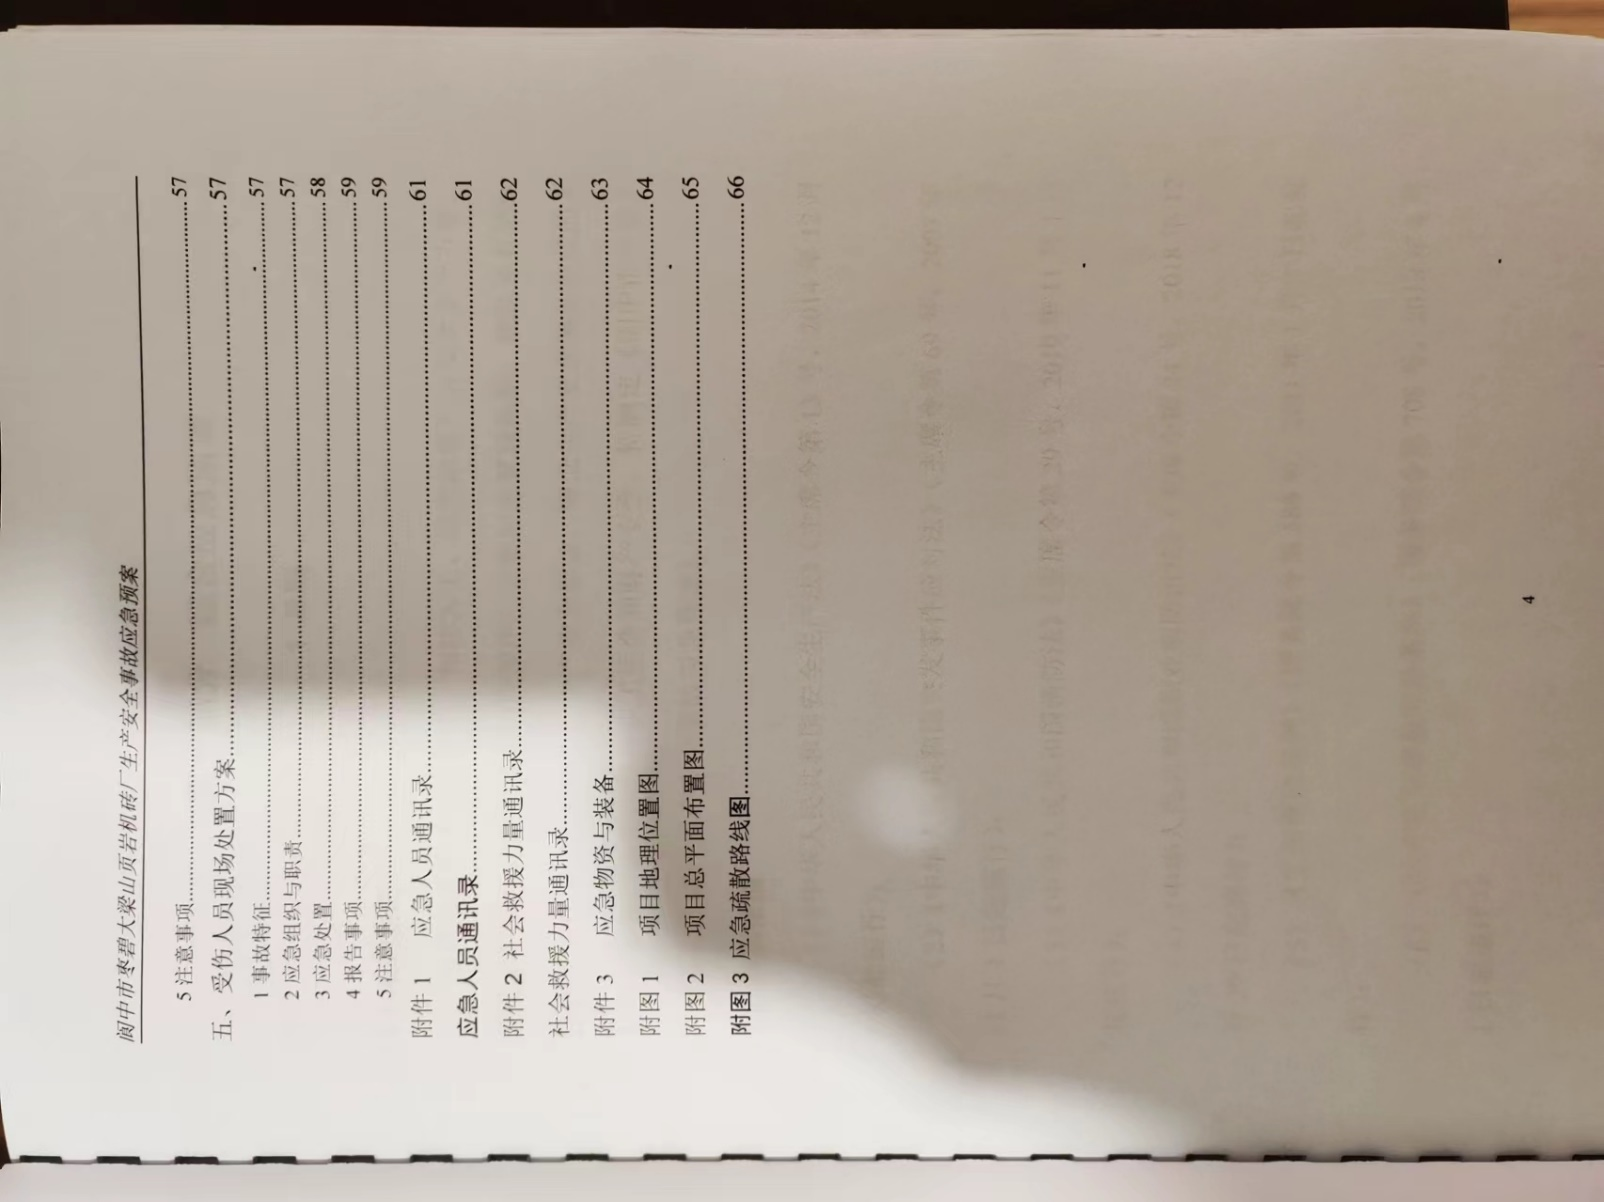 阆中市枣碧大梁山页岩机砖厂生产安全事故应急预案
5 注意事项........57
五、受伤人员现场处置方案........57
1 事故特征........57
2 应急组织与职责........57
3 应急处置........58
4 报告事项........59
5 注意事项........59
附件 1 应急人员通讯录........61
应急人员通讯录........61
附件 2 社会救援力量通讯录........62
社会救援力量通讯录........62
附件 3 应急物资与装备........63
附图 1 项目地理位置图........64
附图 2 项目总平面布置图........65
附图 3 应急疏散路线图........66
4